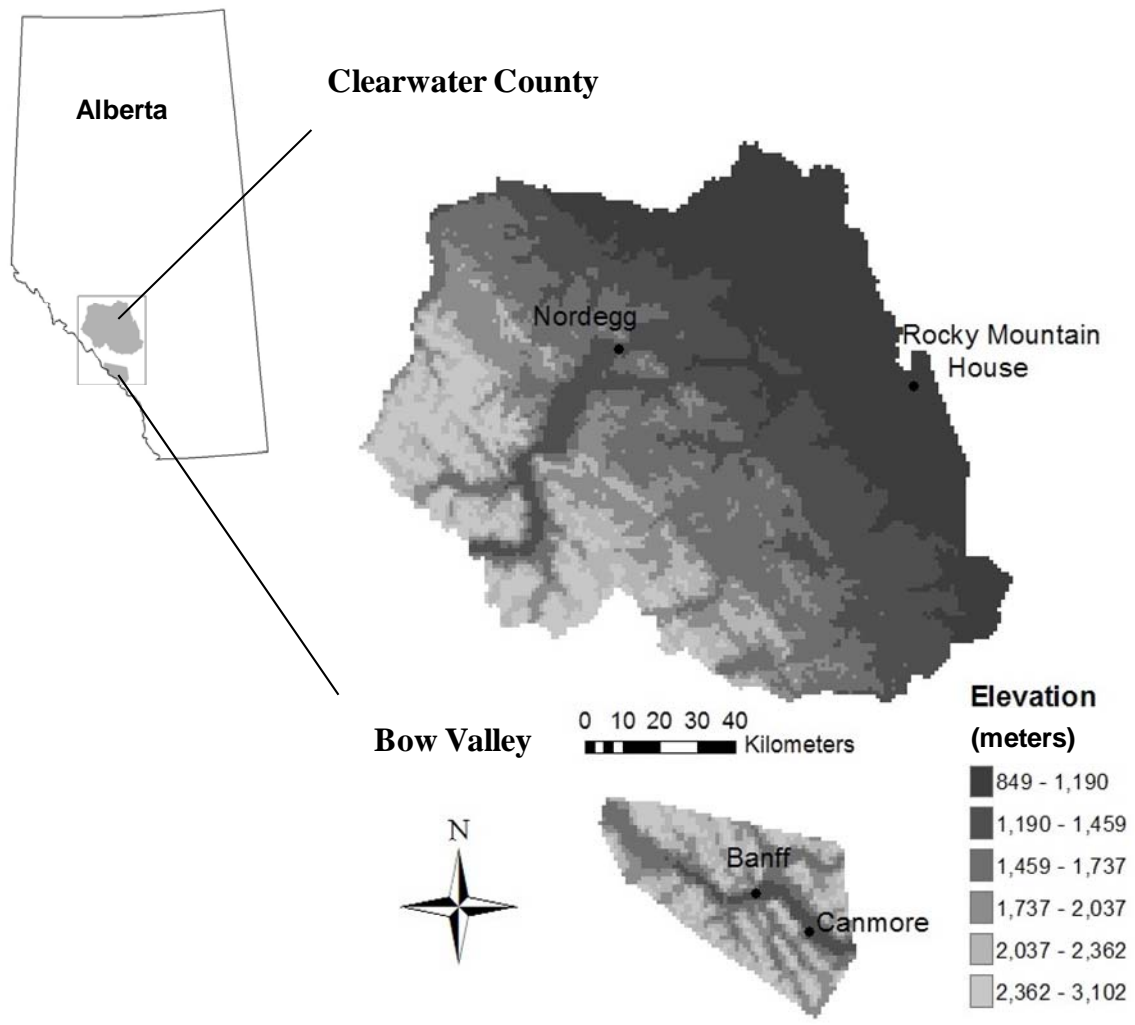 Clearwater County
Alberta
Nordegg
Rocky Mountain
House
Elevation
(meters)
849 - 1,190
1,190 - 1,459
1,459 - 1,737
1,737 - 2,037
2,037 - 2,362
2,362 - 3,102
Bow Valley
0 10 20 30 40
Kilometers
N
Banff
Canmore